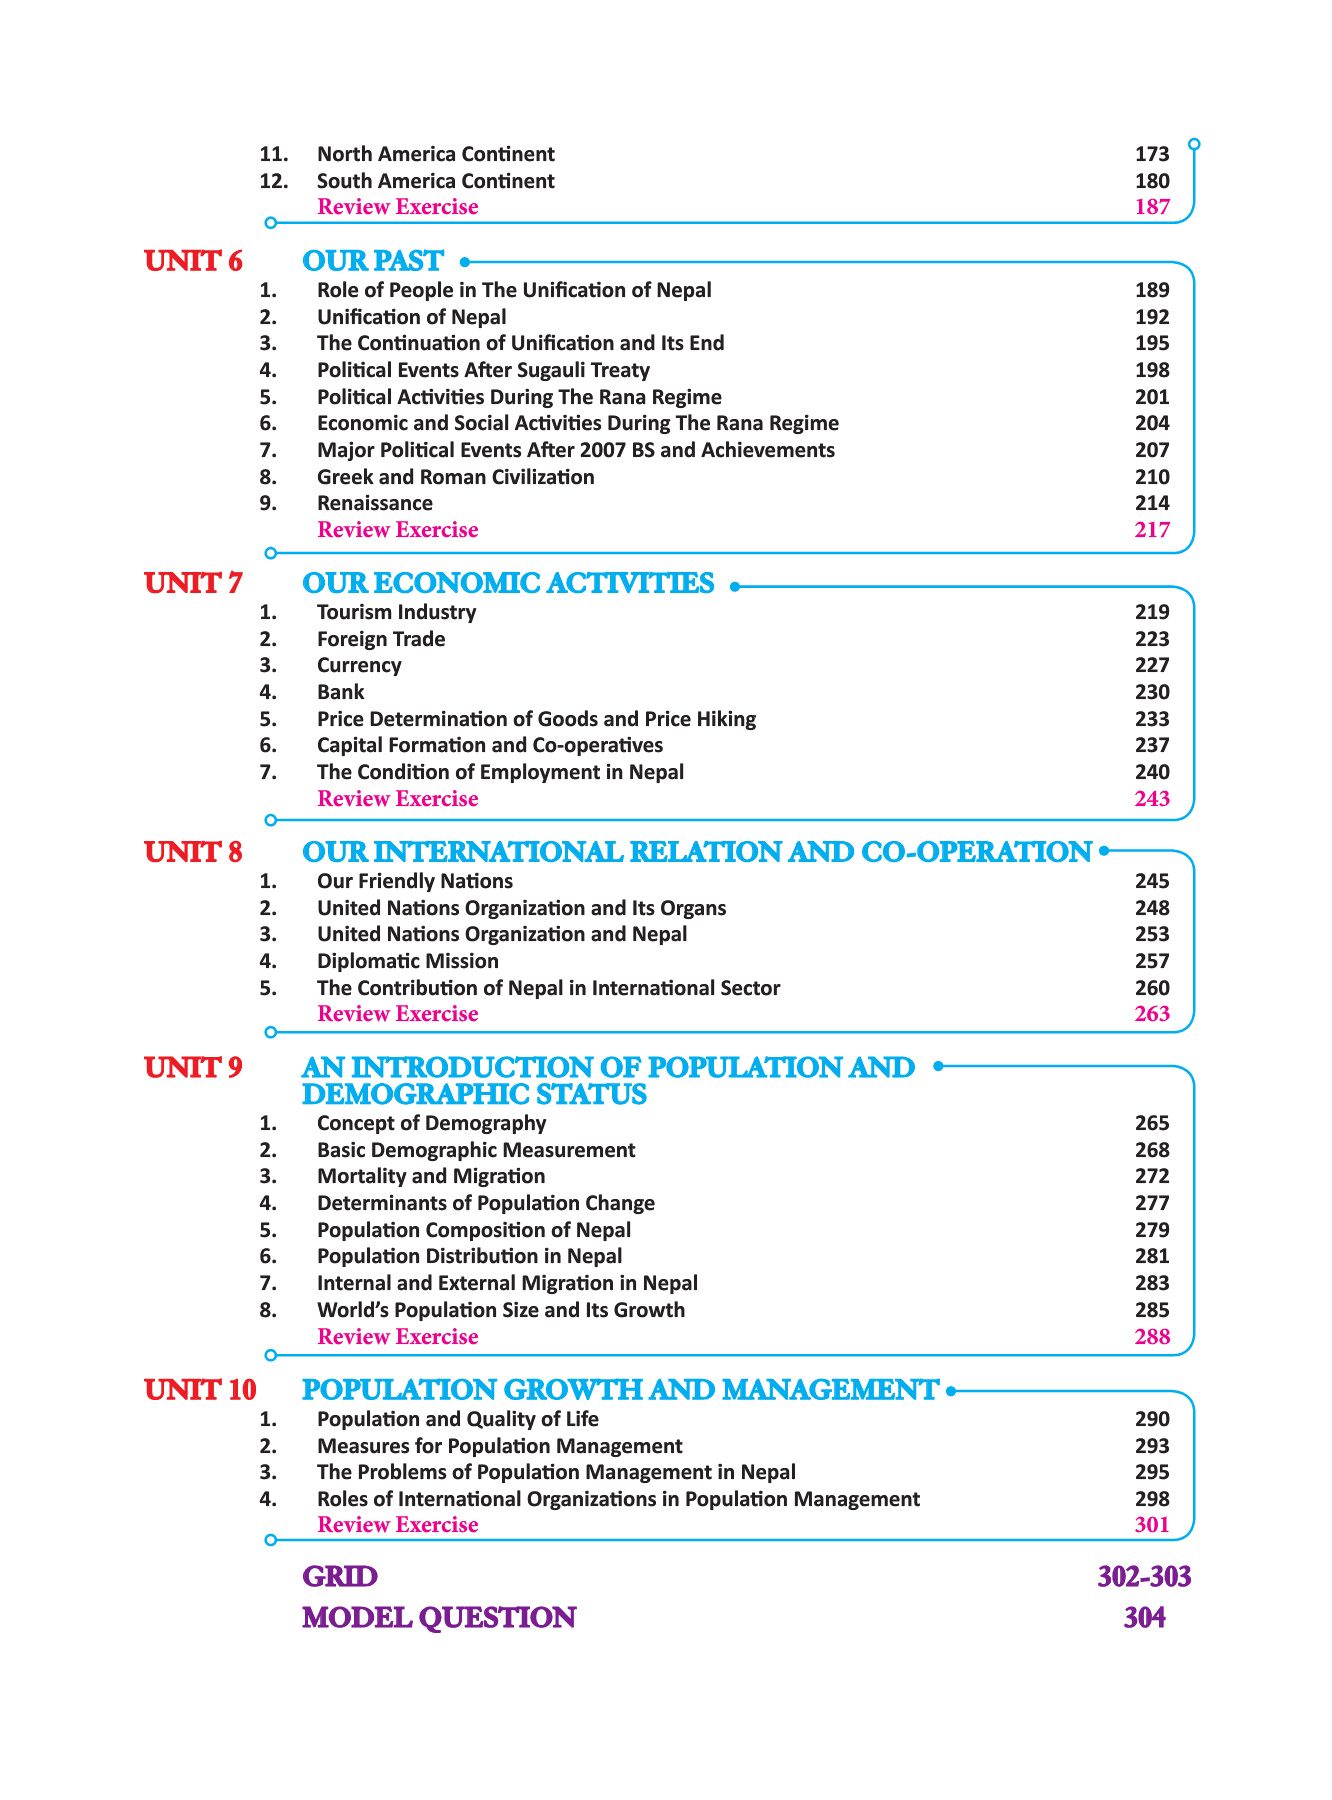 11. North America Continent 173
12. South America Continent 180
Review Exercise 187
UNIT 6 OUR PAST
1. Role of People in The Unification of Nepal 189
2. Unification of Nepal 192
3. The Continuation of Unification and Its End 195
4. Political Events After Sugauli Treaty 198
5. Political Activities During The Rana Regime 201
6. Economic and Social Activities During The Rana Regime 204
7. Major Political Events After 2007 BS and Achievements 207
8. Greek and Roman Civilization 210
9. Renaissance 214
Review Exercise 217
UNIT 7 OUR ECONOMIC ACTIVITIES
1. Tourism Industry 219
2. Foreign Trade 223
3. Currency 227
4. Bank 230
5. Price Determination of Goods and Price Hiking 233
6. Capital Formation and Co-operatives 237
7. The Condition of Employment in Nepal 240
Review Exercise 243
UNIT 8 OUR INTERNATIONAL RELATION AND CO-OPERATION
1. Our Friendly Nations 245
2. United Nations Organization and Its Organs 248
3. United Nations Organization and Nepal 253
4. Diplomatic Mission 257
5. The Contribution of Nepal in International Sector 260
Review Exercise 263
UNIT 9 AN INTRODUCTION OF POPULATION AND
DEMOGRAPHIC STATUS
1. Concept of Demography 265
2. Basic Demographic Measurement 268
3. Mortality and Migration 272
4. Determinants of Population Change 277
5. Population Composition of Nepal 279
6. Population Distribution in Nepal 281
7. Internal and External Migration in Nepal 283
8. World's Population Size and Its Growth 285
Review Exercise 288
UNIT 10 POPULATION GROWTH AND MANAGEMENT
1. Population and Quality of Life 290
2. Measures for Population Management 293
3. The Problems of Population Management in Nepal 295
4. Roles of International Organizations in Population Management 298
Review Exercise 301
GRID 302-303
MODEL QUESTION 304